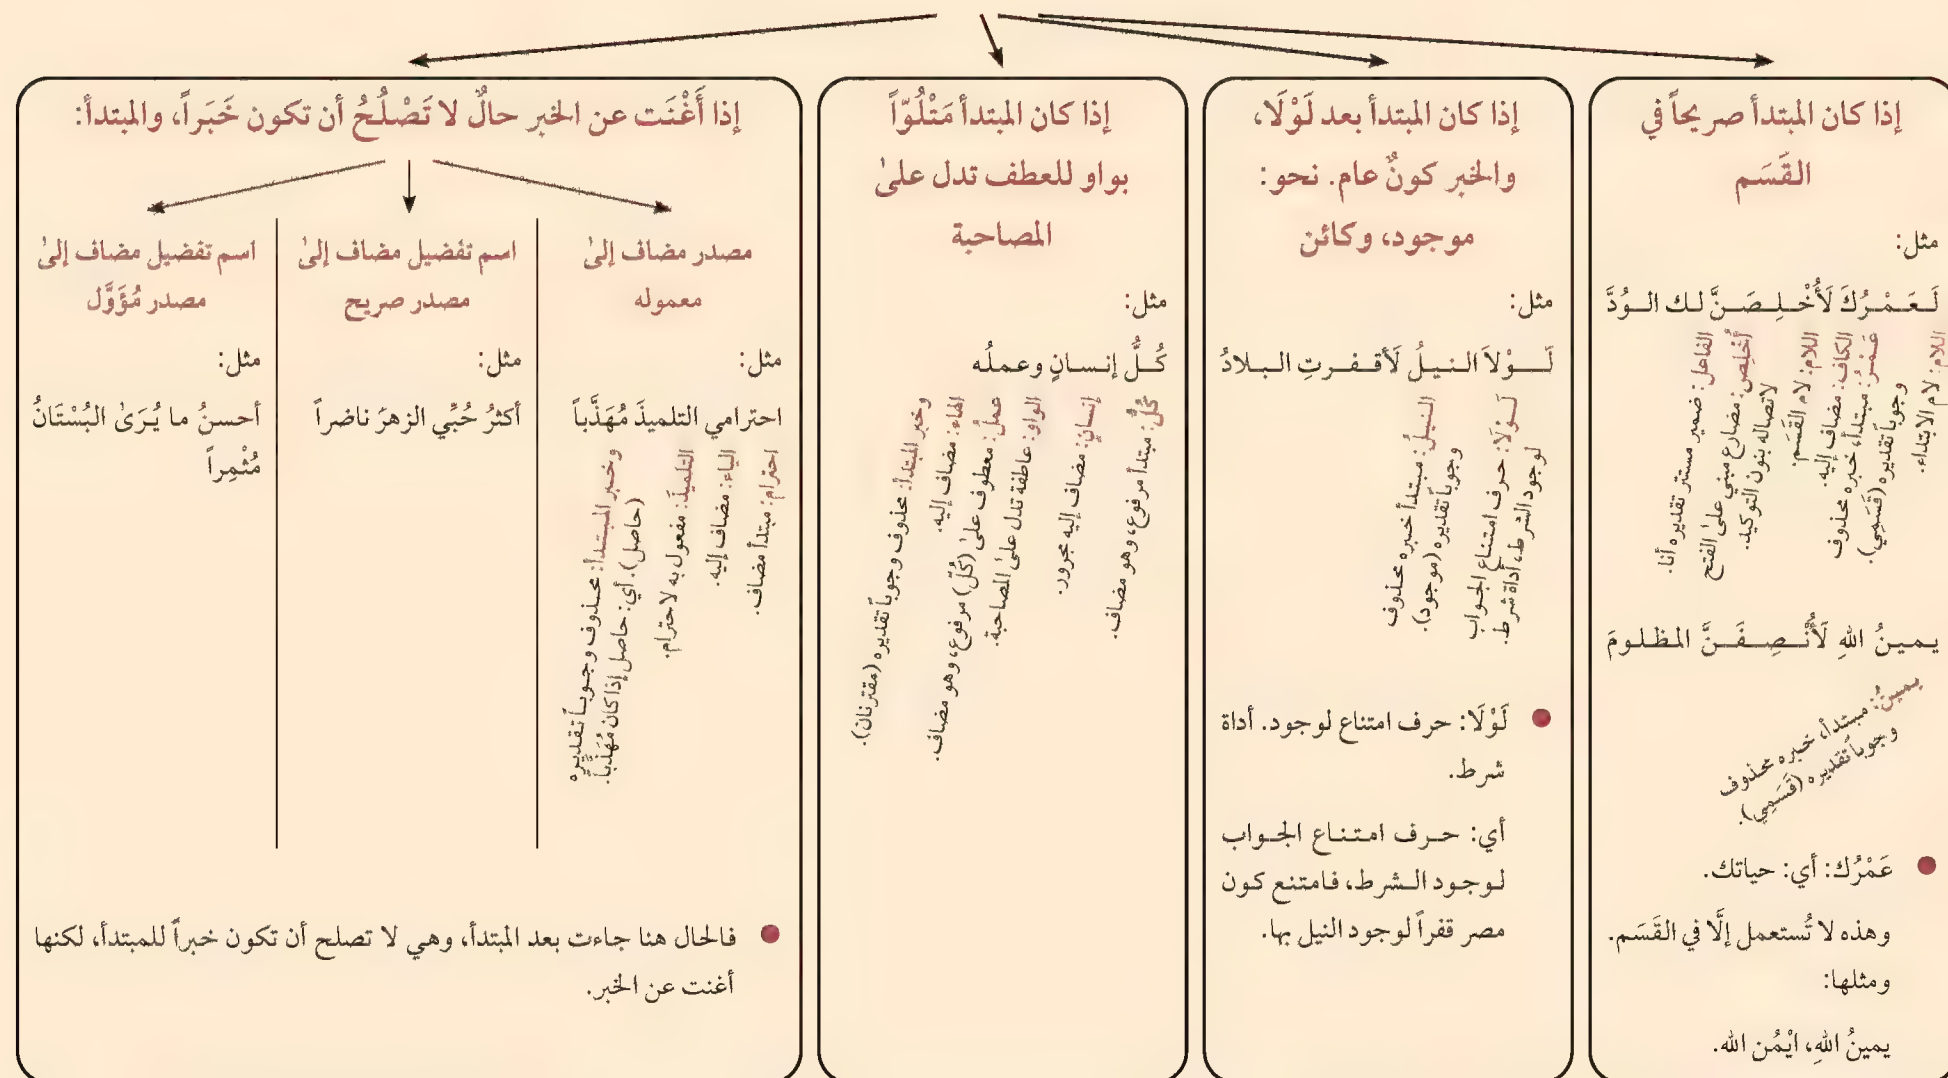 إذا كان المبتدأ صريحاً في
القَسَم
مثل:
لَعَمْرُكَ لَأُخْلِصَنَّ لك الوُدَّ
اللام: لام الابتداء.
عَمْرُ: مبتدأ، خبره محذوف
وجوباً تقديره (قَسَمِي).
الكاف: مضاف إليه.
اللام: لام القَسَم.
أُخْلِصَ: مضارع مبني على الفتح
لاتصاله بنون التوكيد.
الفاعل: ضمير مستتر تقديره أنا.
يمينُ اللهِ لَأُنْصِفَنَّ المظلومَ
يمينُ: مبتدأ، خبره محذوف
وجوباً تقديره (قَسَمِي).
عَمْرُك: أي: حياتك.
وهذه لا تُستعمل إلَّا في القَسَم.
ومثلها:
يمينُ اللهِ، ايْمُن الله.
إذا كان المبتدأ بعد لَوْلَا،
والخبر كونٌ عام. نحو:
موجود، وكائن
مثل:
لَوْلاَ النيلُ لَأقفرتِ البلادُ
لَوْلَا: حرف امتناع الجواب
لوجود الشرط، أداة شرط.
النيلُ: مبتدأ خبره محذوف
وجوباً تقديره (موجود).
لَوْلَا: حرف امتناع لوجود. أداة
شرط.
أي: حرف امتناع الجواب
لوجود الشرط، فامتنع كون
مصر قفراً لوجود النيل بها.
إذا كان المبتدأ مَتْلُوّاً
بواو للعطف تدل علىٰ
المصاحبة
مثل:
كُلُّ إنسانٍ وعملُه
كُلُّ: مبتدأ مرفوع، وهو مضاف.
إنسانٍ: مضاف إليه مجرور.
الواو: عاطفة تدل علىٰ المصاحبة.
عملُ: معطوف علىٰ (كُلّ) مرفوع، وهو مضاف.
الهاء: مضاف إليه.
وخبر المبتدأ: محذوف وجوباً تقديره (مقترنان).
إذا أَغْنَت عن الخبر حالٌ لا تَصْلُحُ أن تكون خَبَراً، والمبتدأ:
مصدر مضاف إلىٰ
معموله
مثل:
احترامي التلميذَ مُهَذَّباً
احترام: مبتدأ مضاف.
الياء: مضاف إليه.
التلميذَ: مفعول به لاحترام.
وخبر المبتدأ: محذوف وجوباً تقديره
(حاصل). أي: حاصل إذا كان مُهَذَّباً.
اسم تفضيل مضاف إلىٰ
مصدر صريح
مثل:
أكثرُ حُبِّي الزهرَ ناضراً
اسم تفضيل مضاف إلىٰ
مصدر مُؤَوَّل
مثل:
أحسنُ ما يُرَىٰ البُسْتَانُ
مُثْمِراً
فالحال هنا جاءت بعد المبتدأ، وهي لا تصلح أن تكون خبراً للمبتدأ، لكنها
أغنت عن الخبر.